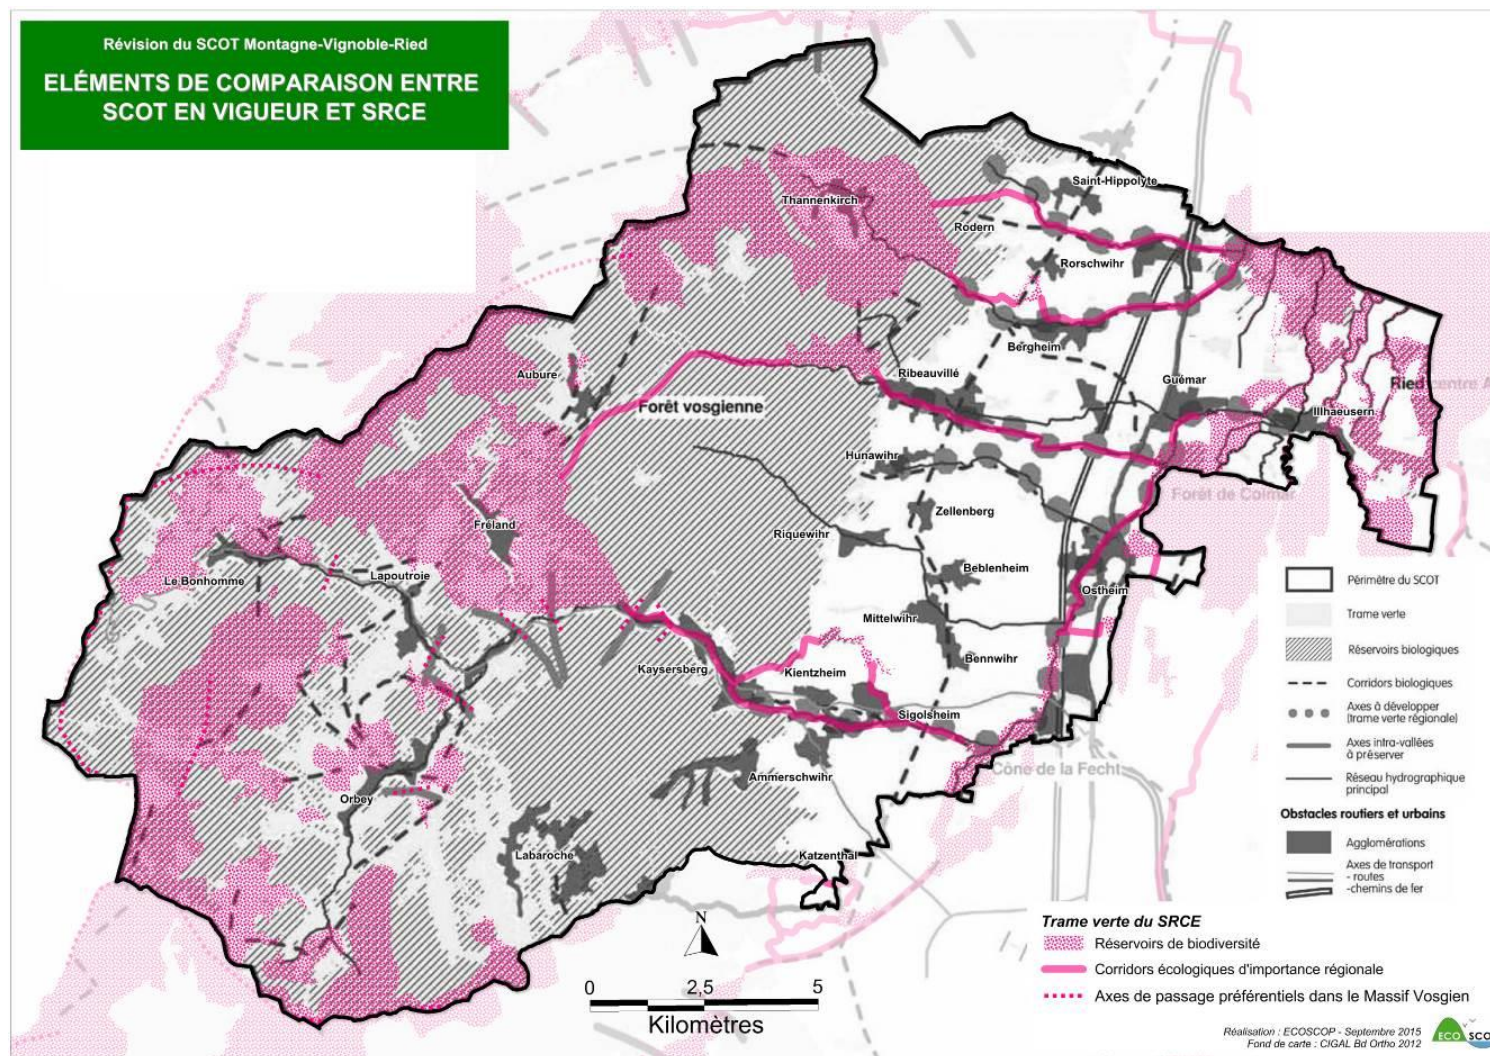 Révision du SCOT Montagne-Vignoble-Ried
ELÉMENTS DE COMPARAISON ENTRE
SCOT EN VIGUEUR ET SRCE
Saint-Hippolyte
Thannenkirch
Rodern
Rorschwihr
Bergheim
Aubure
Ribeauvillé
Guémar
Ried centre A
Illhaeusern
Forêt vosgienne
Hunawihr
Forêt de Colmar
Zellenberg
Fréland
Riquewihr
Beblenheim
Le Bonhomme
Lapoutroie
Ostheim
Mittelwihr
Bennwihr
Kaysersberg
Kientzheim
Sigolsheim
Ammerschwihr
Cône de la Fecht
Orbey
Labaroche
Katzenthal
Périmètre du SCOT
Trame verte
Réservoirs biologiques
Corridors biologiques
Axes à développer
(trame verte régionale)
Axes intra-vallées
à préserver
Réseau hydrographique
principal
Obstacles routiers et urbains
Agglomérations
Axes de transport
- routes
-chemins de fer
Trame verte du SRCE
Réservoirs de biodiversité
Corridors écologiques d'importance régionale
Axes de passage préférentiels dans le Massif Vosgien
N
0 2,5 5
Kilomètres
Réalisation : ECOSCOP - Septembre 2015
Fond de carte : CIGAL Bd Ortho 2012
ECO SCO